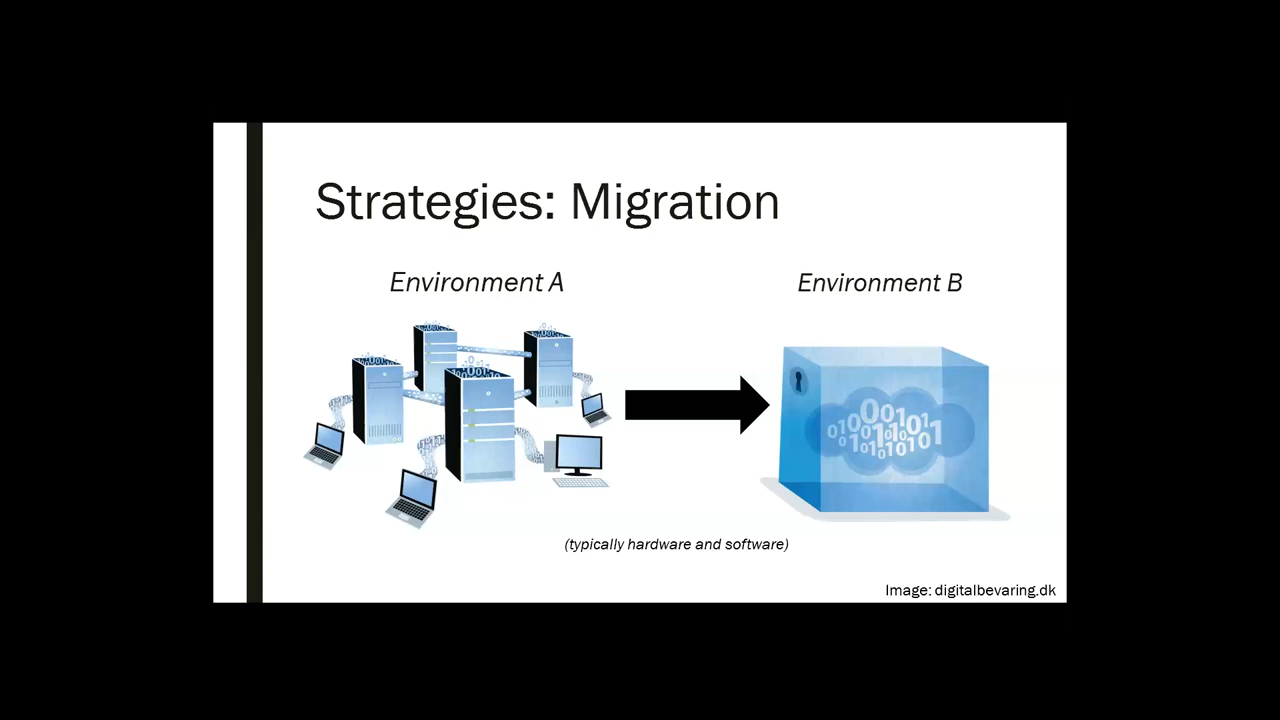 Strategies: Migration
Environment A
Environment B
(typically hardware and software)
Image: digitalbevaring.dk